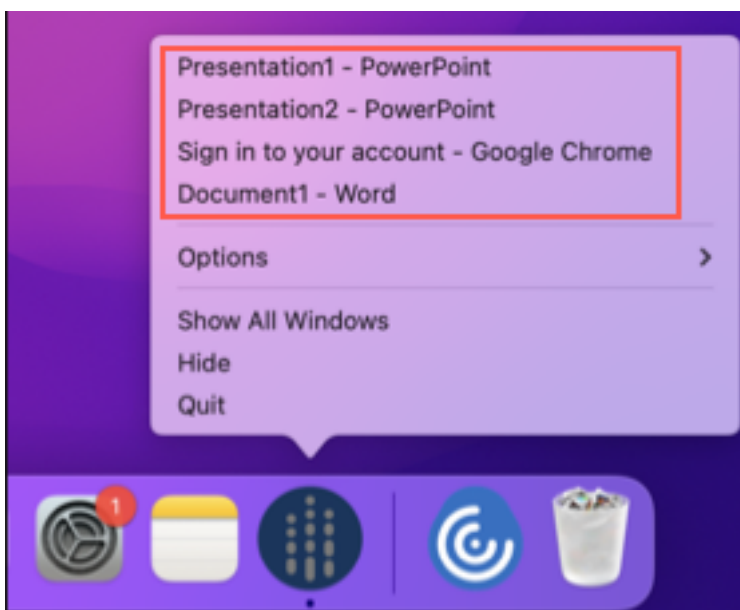 Presentation1 - PowerPoint
Presentation2 - PowerPoint
Sign in to your account - Google Chrome
Document1 - Word
Options
Show All Windows
Hide
Quit
1